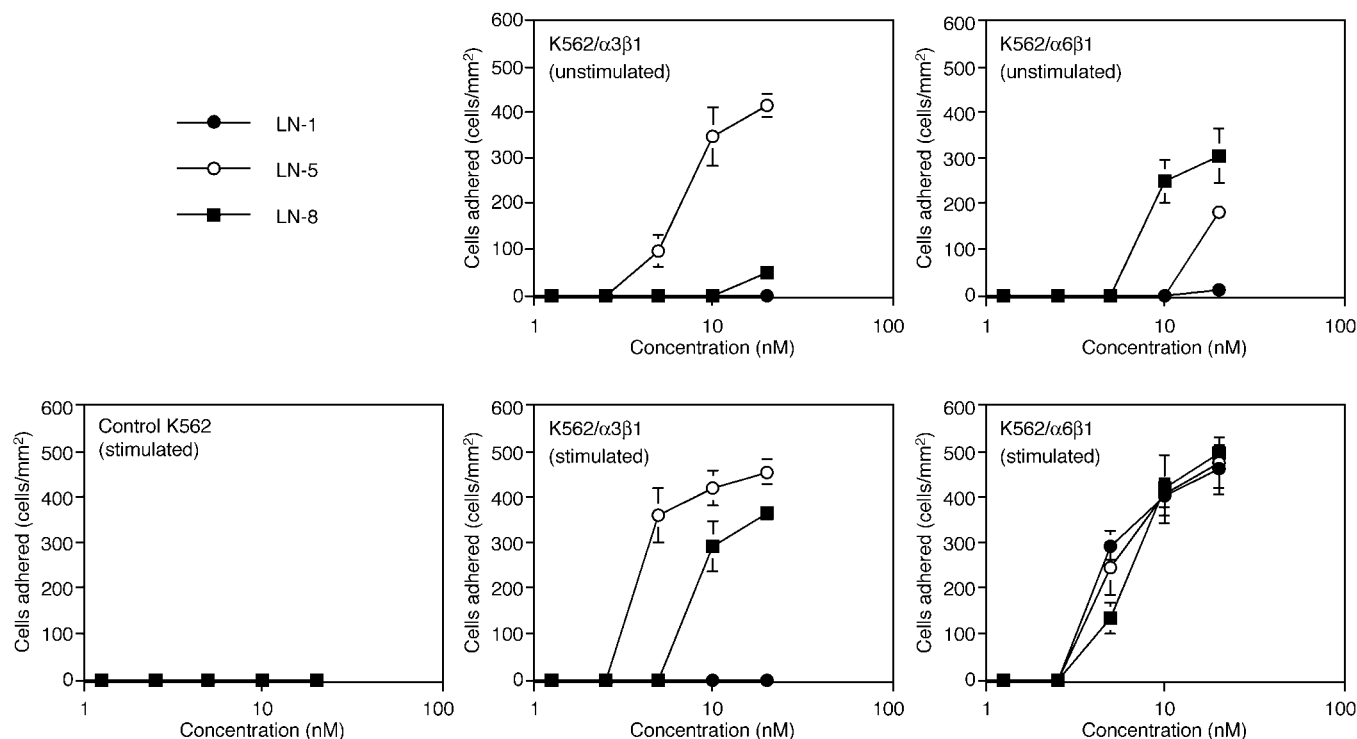 LN-1
LN-5
LN-8
600
500
400
300
200
100
0
Cells adhered (cells/mm²)
K562/α3β1
(unstimulated)
1
10
100
Concentration (nM)
600
500
400
300
200
100
0
Cells adhered (cells/mm²)
K562/α6β1
(unstimulated)
1
10
100
Concentration (nM)
600
500
400
300
200
100
0
Cells adhered (cells/mm²)
Control K562
(stimulated)
1
10
100
Concentration (nM)
600
500
400
300
200
100
0
Cells adhered (cells/mm²)
K562/α3β1
(stimulated)
1
10
100
Concentration (nM)
600
500
400
300
200
100
0
Cells adhered (cells/mm²)
K562/α6β1
(stimulated)
1
10
100
Concentration (nM)